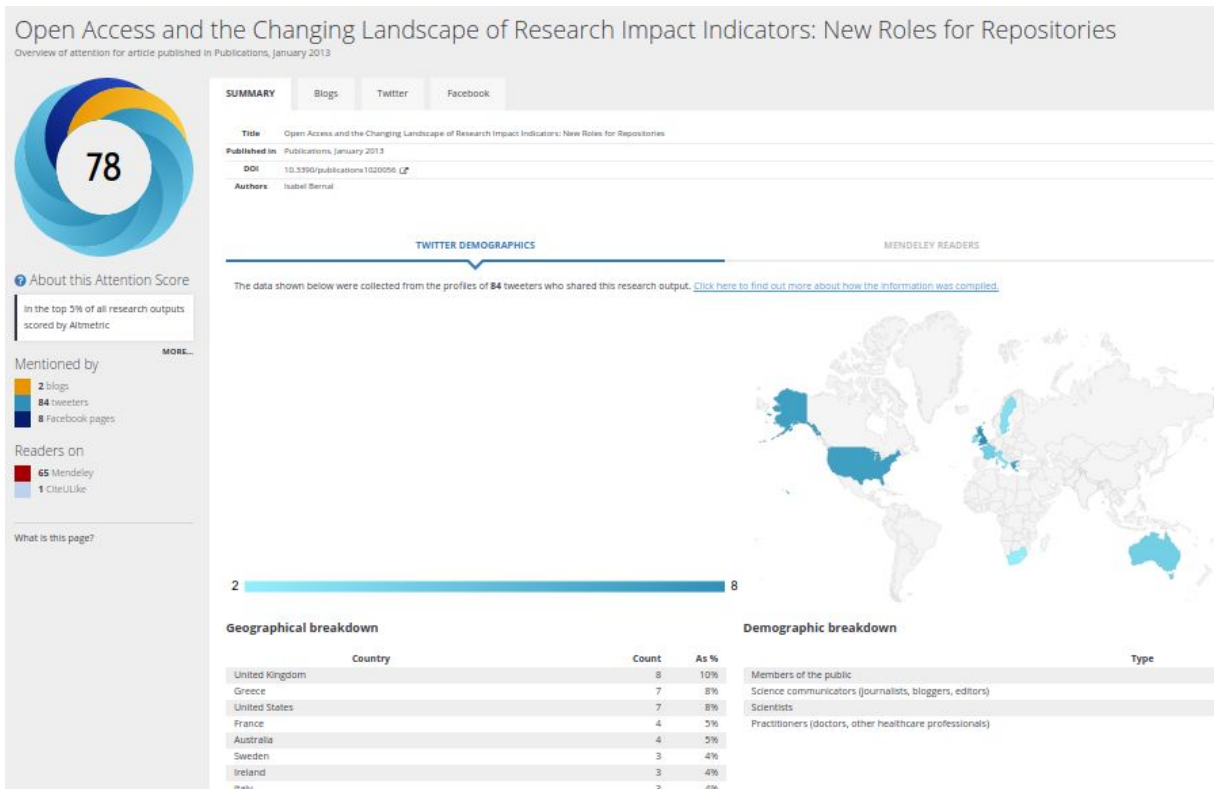 Open Access and the Changing Landscape of Research Impact Indicators: New Roles for Repositories
Overview of attention for article published in Publications, January 2013
78
About this Attention Score
In the top 5% of all research outputs
scored by Altmetric
MORE...
Mentioned by
2 blogs
84 tweeters
8 Facebook pages
Readers on
65 Mendeley
1 CiteULike
What is this page?
SUMMARY Blogs Twitter Facebook
Title Open Access and the Changing Landscape of Research Impact Indicators: New Roles for Repositories
Published in Publications, January 2013
DOI 10.3390/publications1020056
Authors Isabel Bernal
TWITTER DEMOGRAPHICS MENDELEY READERS
The data shown below were collected from the profiles of 84 tweeters who shared this research output. Click here to find out more about how the information was compiled.
2 8
Geographical breakdown
Country Count As %
United Kingdom 8 10%
Greece 7 8%
United States 7 8%
France 4 5%
Australia 4 5%
Sweden 3 4%
Ireland 3 4%
Italy 3 4%
Demographic breakdown
Type
Members of the public
Science communicators (journalists, bloggers, editors)
Scientists
Practitioners (doctors, other healthcare professionals)